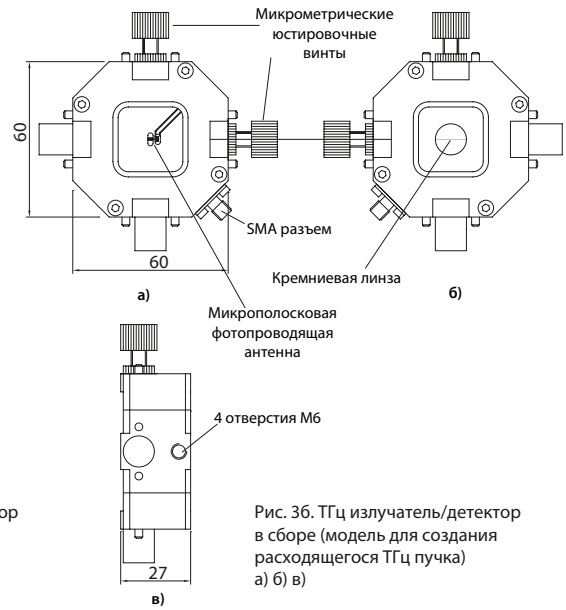 Микрометрические
юстировочные
винты
60
SMA разъем
60
Кремниевая линза
а)
б)
Микрополосковая
фотопроводящая
антенна
4 отверстия М6
27
в)
ор
Рис. 3б. ТГц излучатель/детектор
в сборе (модель для создания
расходящегося ТГц пучка)
а) б) в)